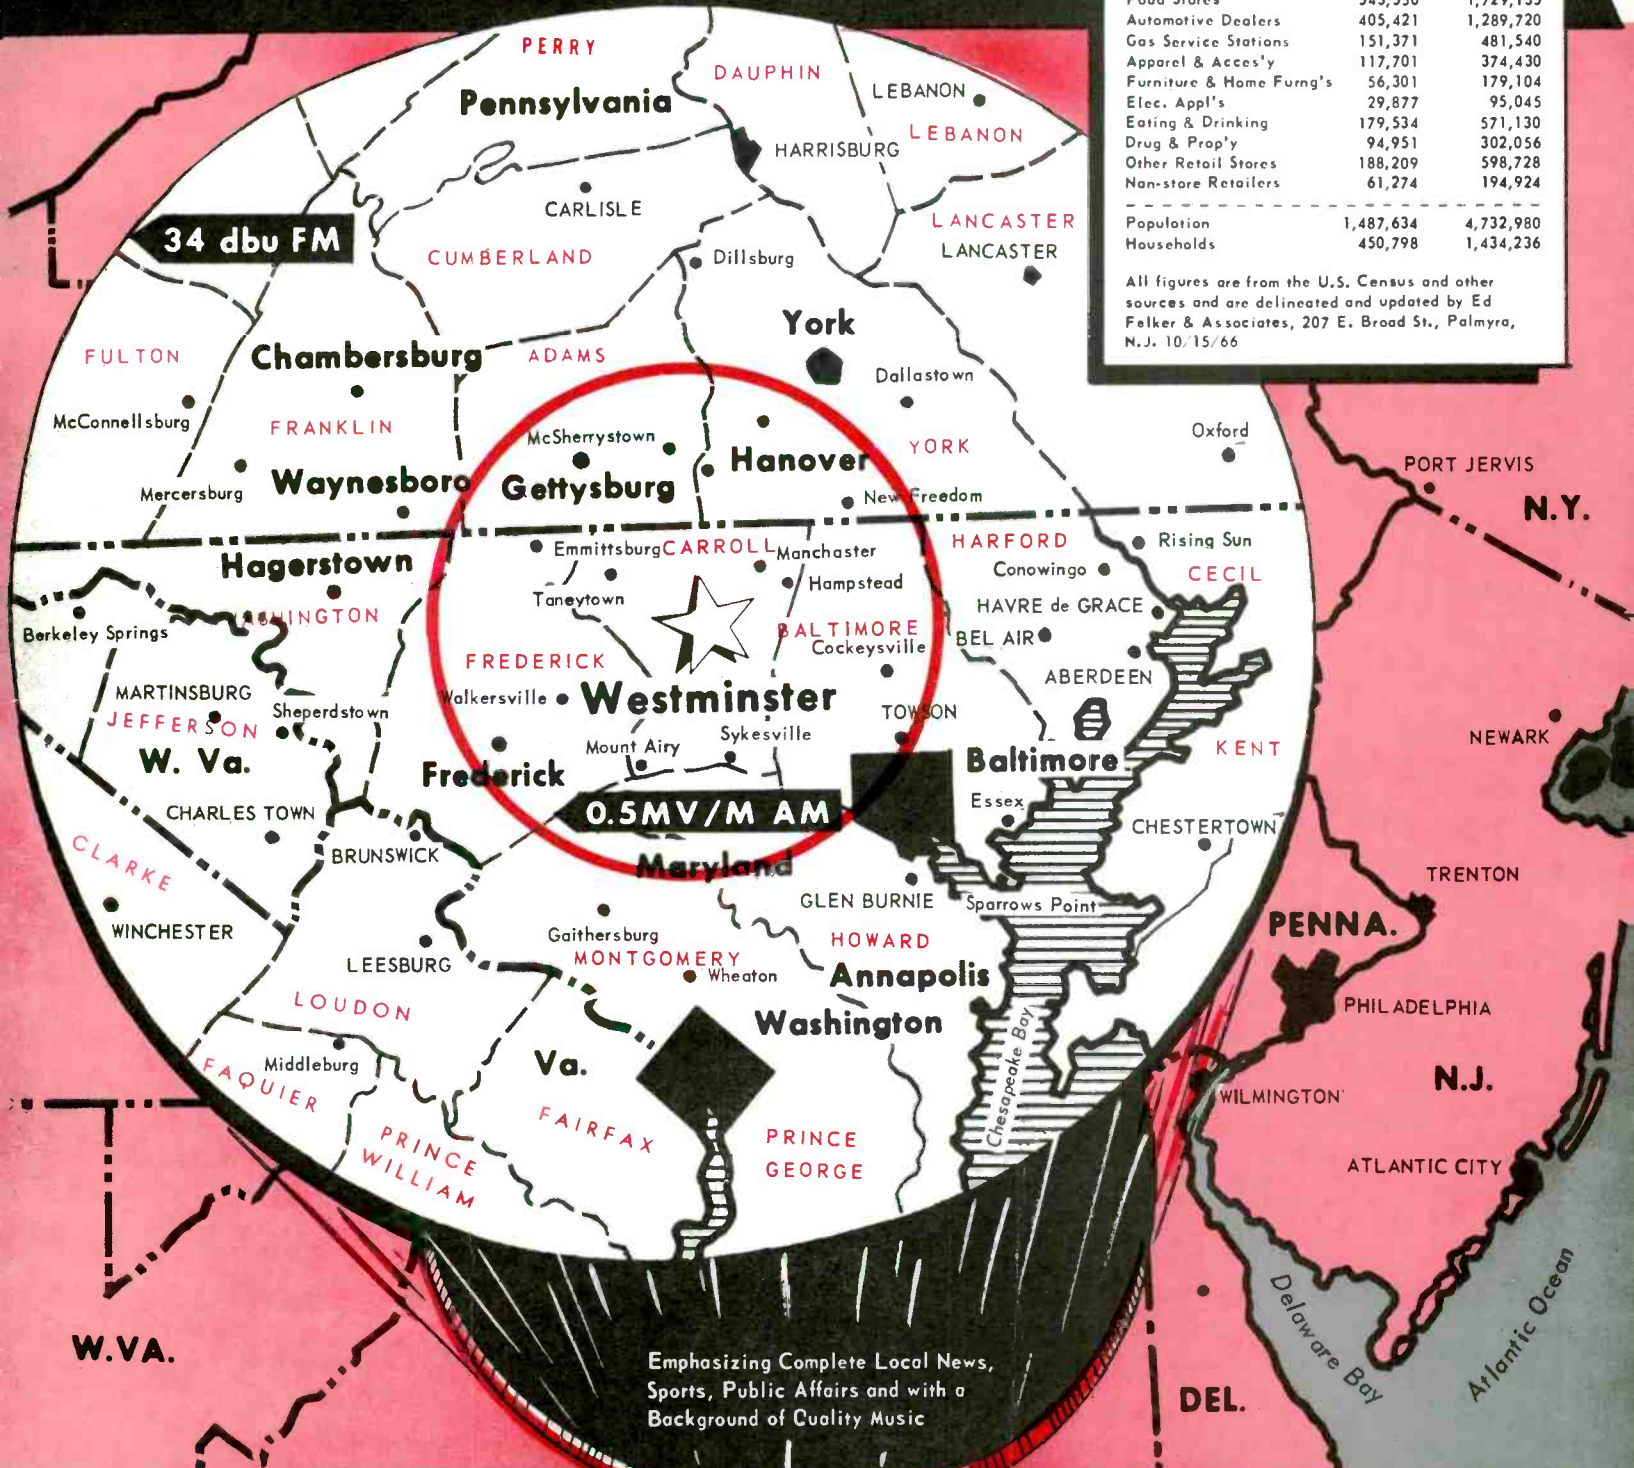 Food Stores 543,556 1,729,155
Automotive Dealers 405,421 1,289,720
Gas Service Stations 151,371 481,540
Apparel & Acces'y 117,701 374,430
Furniture & Home Furng's 56,301 179,104
Elec. Appl's 29,877 95,045
Eating & Drinking 179,534 571,130
Drug & Prop'y 94,951 302,056
Other Retail Stores 188,209 598,728
Non-store Retailers 61,274 194,924
Population 1,487,634 4,732,980
Households 450,798 1,434,236
All figures are from the U.S. Census and other
sources and are delineated and updated by Ed
Felker & Associates, 207 E. Broad St., Palmyra,
N.J. 10/15/66
PERRY
DAUPHIN
Pennsylvania
LEBANON
LEBANON
HARRISBURG
CARLISLE
LANCASTER
LANCASTER
34 dbu FM
CUMBERLAND
Dillsburg
York
FULTON
Chambersburg
ADAMS
Dallastown
McConnellsburg
FRANKLIN
McSherrystown
YORK
Oxford
Hanover
PORT JERVIS
Mercersburg
Waynesboro
Gettysburg
New Freedom
N.Y.
Hagerstown
Emmittsburg
CARROLL
Manchaster
HARFORD
Rising Sun
Conowingo
CECIL
Taneytown
Hampstead
HAVRE de GRACE
WASHINGTON
Berkeley Springs
BALTIMORE
Cockeysville
BEL AIR
FREDERICK
ABERDEEN
MARTINSBURG
JEFFERSON
Sheperdstown
Walkersville
Westminster
TOWSON
Sykesville
Mount Airy
NEWARK
KENT
W. Va.
Frederick
Baltimore
CHARLES TOWN
0.5MV/M AM
Essex
CHESTERTOWN
CLARKE
BRUNSWICK
Maryland
TRENTON
GLEN BURNIE
Sparrows Point
WINCHESTER
PENNA.
Gaithersburg
HOWARD
LEESBURG
MONTGOMERY
Wheaton
Annapolis
LOUDON
Washington
Chesapeake Bay
PHILADELPHIA
Middleburg
Va.
FAQUIER
N.J.
WILMINGTON
FAIRFAX
PRINCE
WILLIAM
PRINCE
GEORGE
ATLANTIC CITY
W.VA.
Delaware Bay
Atlantic Ocean
DEL.
Emphasizing Complete Local News,
Sports, Public Affairs and with a
Background of Quality Music